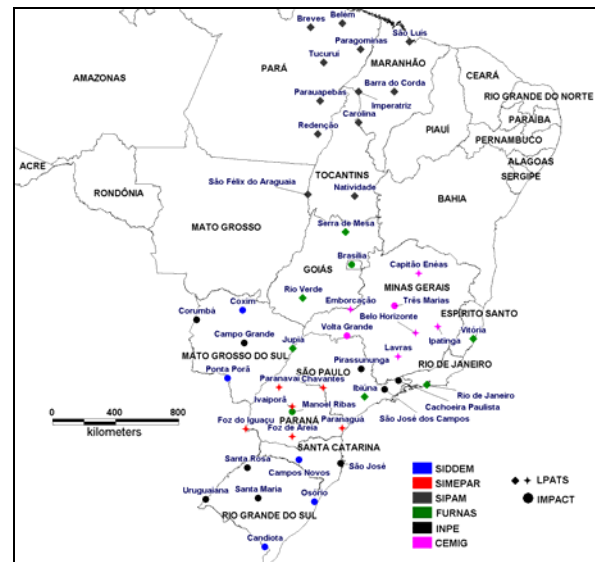 Belém
Breves
São Luís
Paragominas
MARANHÃO
Tucuruí
PARÁ
CEARÁ
AMAZONAS
Barra do Corda
RIO GRANDE DO NORTE
Parauapebas
Imperatriz
Carolina
PARAÍBA
Redenção
PIAUÍ
PERNAMBUCO
ACRE
ALAGOAS
SERGIPE
TOCANTINS
RONDÔNIA
São Félix do Araguaia
Natividade
BAHIA
MATO GROSSO
Serra de Mesa
Brasília
GOIÁS
Capitão Enéas
MINAS GERAIS
Rio Verde
Coxim
Emborcação
Três Marias
Corumbá
ESPÍRITO SANTO
Belo Horizonte
Vitória
Volta Grande
Campo Grande
Ipatinga
Jupia
Lavras
MATO GROSSO DO SUL
Pirassununga
RIO DE JANEIRO
Ponta Porã
SÃO PAULO
Paranavai
Chavantes
Ibiúna
Ivaiporã
Manoel Ribas
Rio de Janeiro
Cachoeira Paulista
Foz do Iguaçu
PARANÁ
Paranaguá
São José dos Campos
Foz de Areia
0 400 800
kilometers
SANTA CATARINA
Santa Rosa
Campos Novos
São José
Uruguaiana
Santa Maria
Osório
RIO GRANDE DO SUL
Candiota
SIDDEM
SIMEPAR
SIPAM
FURNAS
INPE
CEMIG
LPATS
IMPACT